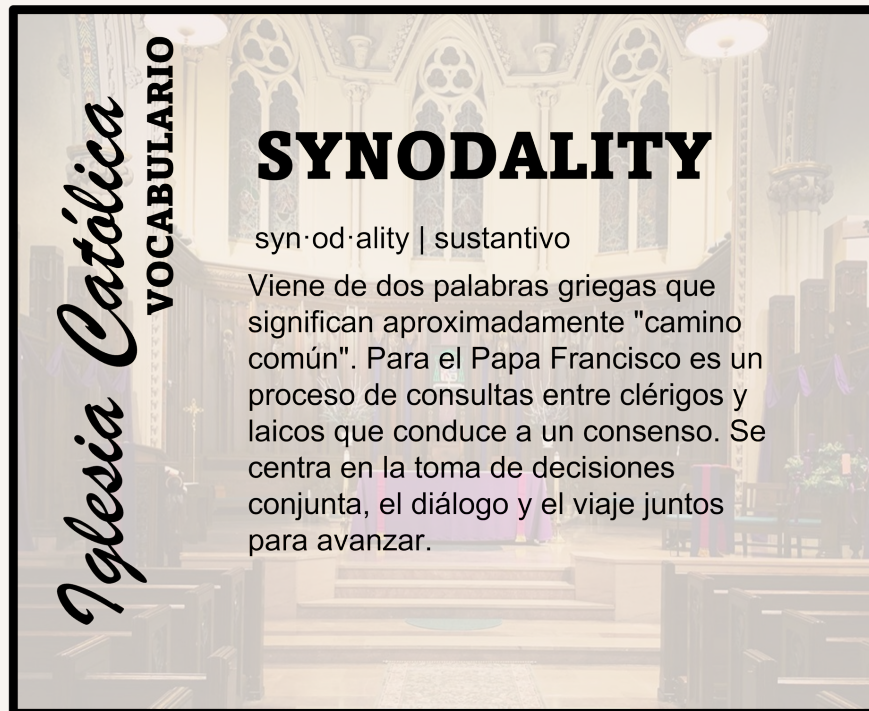 Iglesia Católica
VOCABULARIO
SYNODALITY
syn·od·ality | sustantivo
Viene de dos palabras griegas que
significan aproximadamente "camino
común". Para el Papa Francisco es un
proceso de consultas entre clérigos y
laicos que conduce a un consenso. Se
centra en la toma de decisiones
conjunta, el diálogo y el viaje juntos
para avanzar.